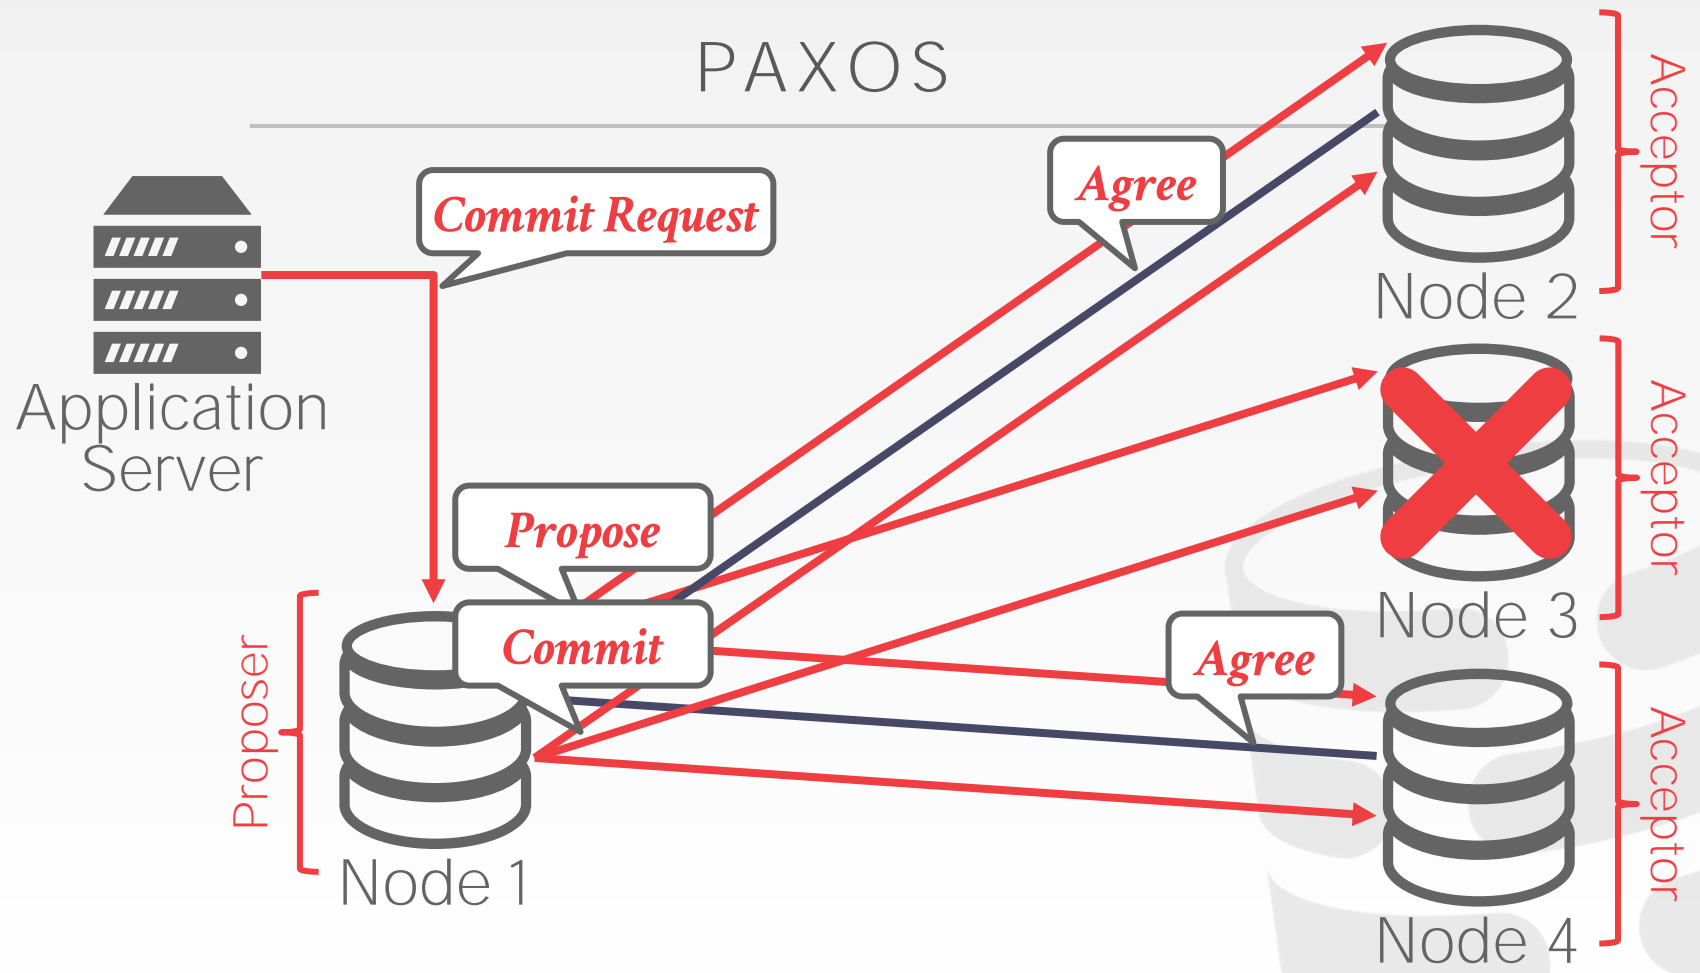 PAXOS
Commit Request
Agree
Acceptor
Node 2
Application
Server
Acceptor
Propose
Node 3
Commit
Agree
Proposer
Acceptor
Node 1
Node 4